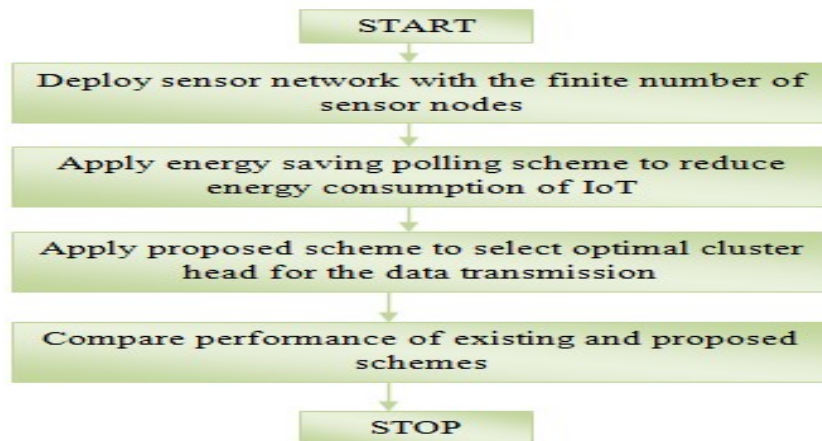 START
Deploy sensor network with the finite number of
sensor nodes
Apply energy saving polling scheme to reduce
energy consumption of IoT
Apply proposed scheme to select optimal cluster
head for the data transmission
Compare performance of existing and proposed
schemes
STOP